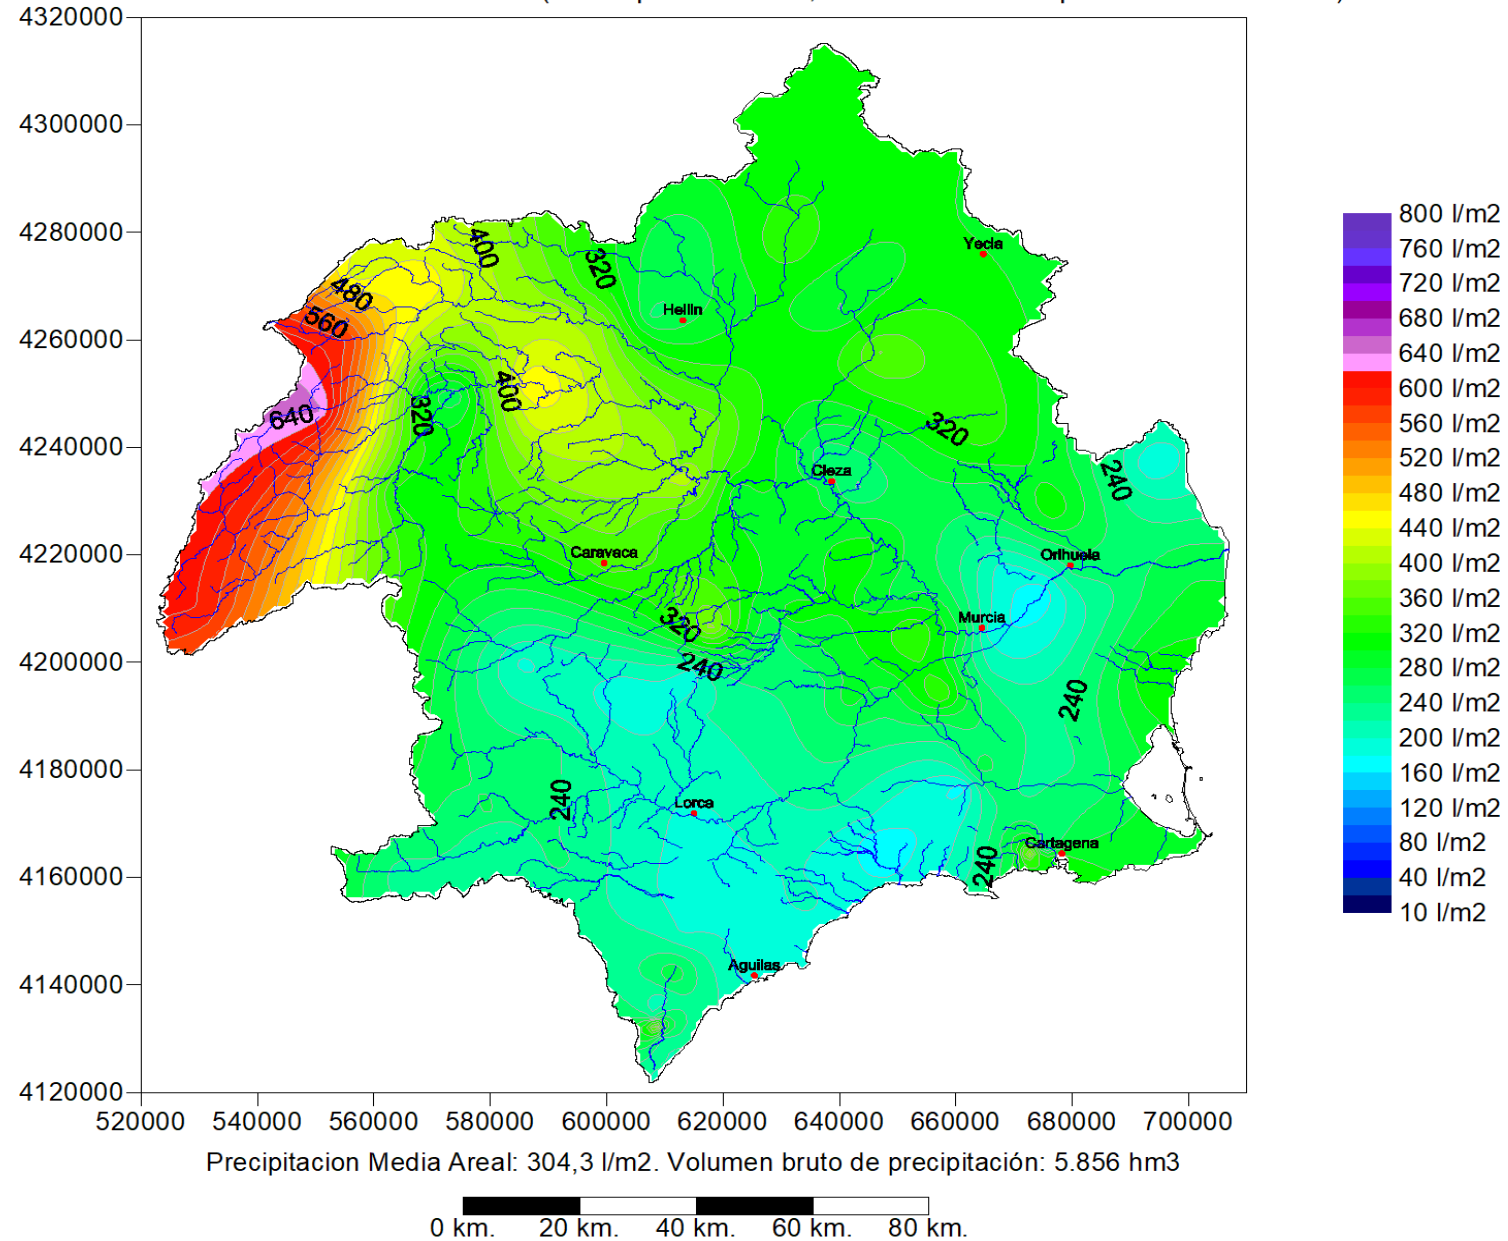 4320000
4300000
4280000
4260000
4240000
4220000
4200000
4180000
4160000
4140000
4120000
520000 540000 560000 580000 600000 620000 640000 660000 680000 700000
400
320
480
560
640
320
400
320
240
320
240
240
240
240
Yecla
Hellin
Cieza
Caravaca
Orihuela
Murcia
Lorca
Cartagena
Aguilas
800 l/m2
760 l/m2
720 l/m2
680 l/m2
640 l/m2
600 l/m2
560 l/m2
520 l/m2
480 l/m2
440 l/m2
400 l/m2
360 l/m2
320 l/m2
280 l/m2
240 l/m2
200 l/m2
160 l/m2
120 l/m2
80 l/m2
40 l/m2
10 l/m2
Precipitacion Media Areal: 304,3 l/m2. Volumen bruto de precipitación: 5.856 hm3
0 km. 20 km. 40 km. 60 km. 80 km.